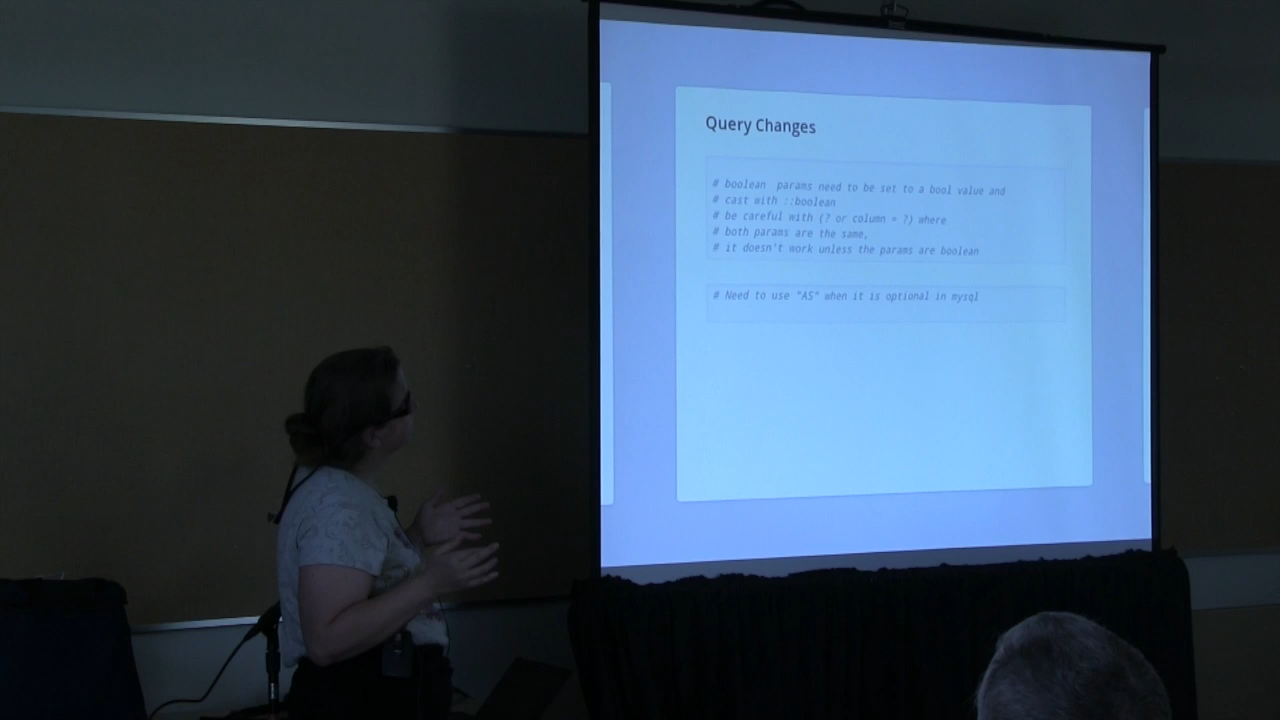 Query Changes
# boolean  params need to be set to a bool value and
# cast with ::boolean
# be careful with (? or column = ?) where
# both params are the same,
# it doesn't work unless the params are boolean
# Need to use "AS" when it is optional in mysql